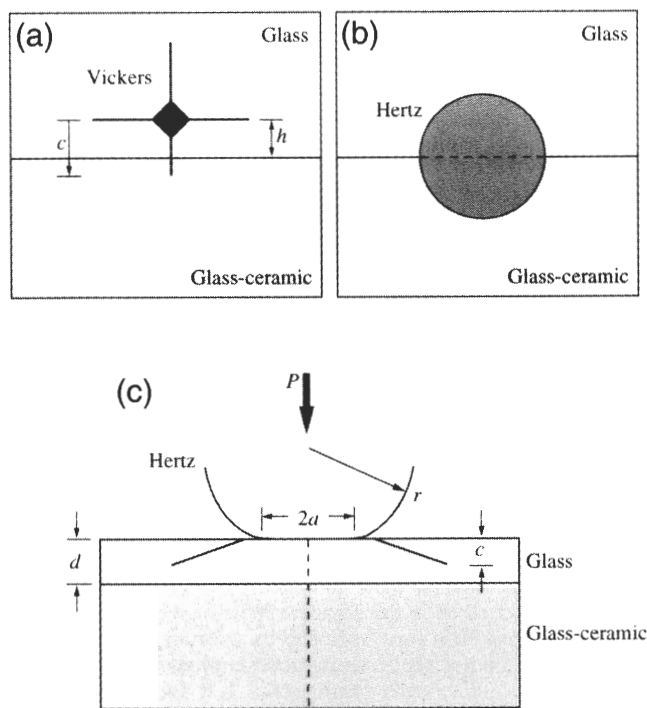 (a)
Glass
Vickers
c
h
Glass-ceramic
(b)
Glass
Hertz
Glass-ceramic
(c)
P
Hertz
r
2a
d
c
Glass
Glass-ceramic